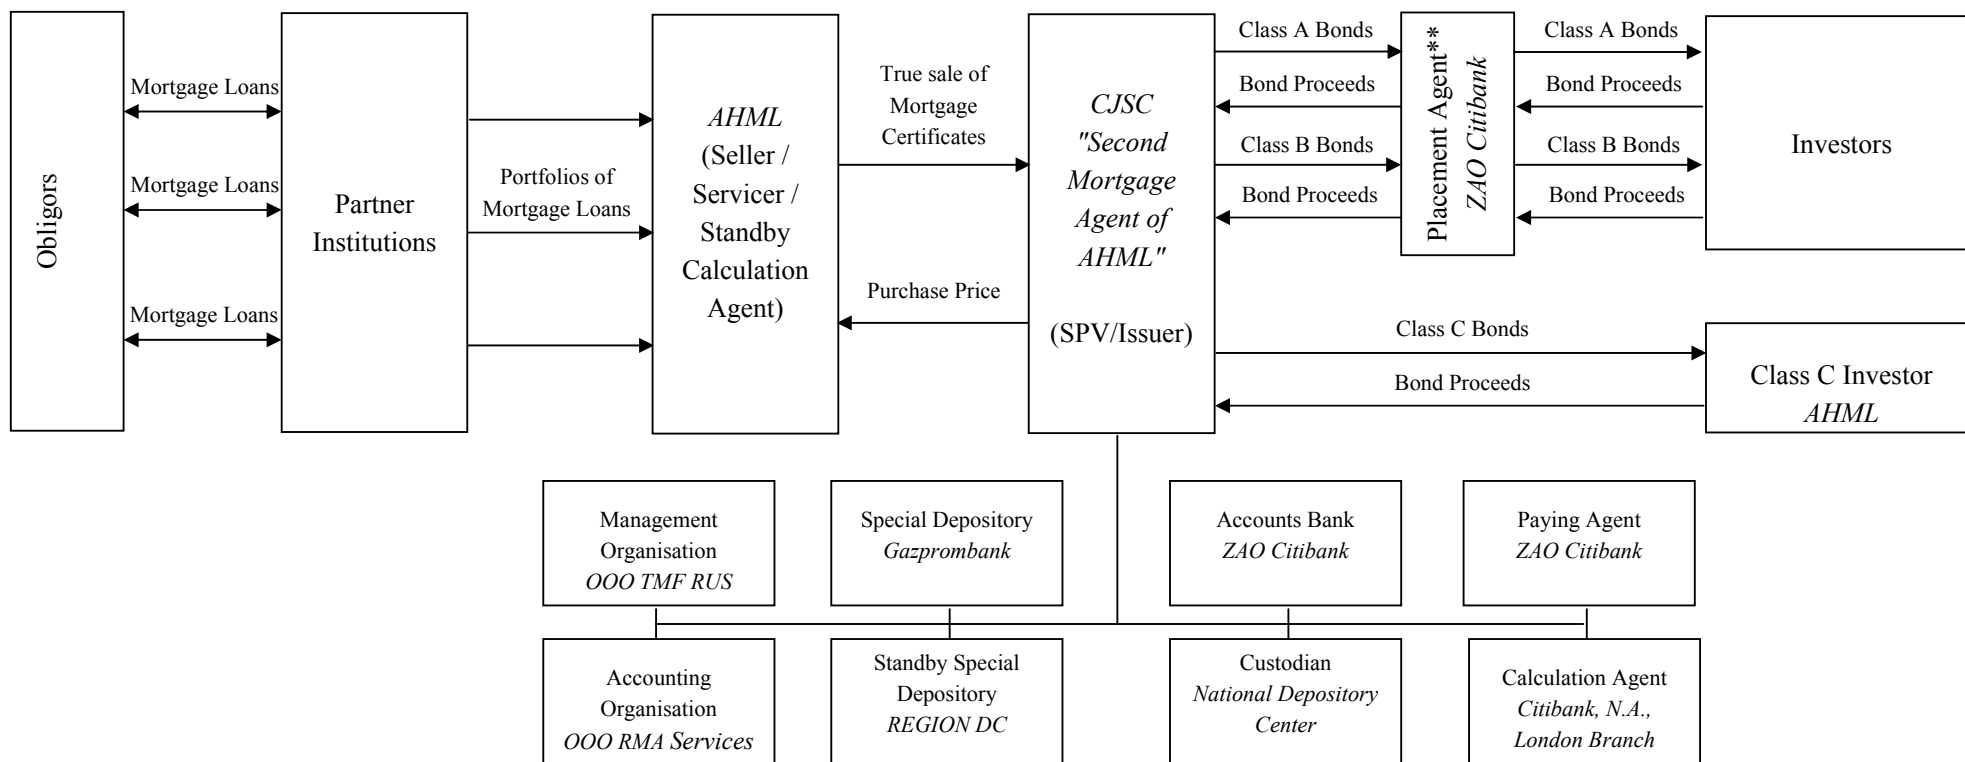 Obligors
Mortgage Loans
Mortgage Loans
Mortgage Loans
Partner
Institutions
Portfolios of
Mortgage Loans
AHML
(Seller /
Servicer /
Standby
Calculation
Agent)
True sale of
Mortgage
Certificates
Purchase Price
CJSC
"Second
Mortgage
Agent of
AHML"
(SPV/Issuer)
Class A Bonds
Bond Proceeds
Class B Bonds
Bond Proceeds
Placement Agent**
ZAO Citibank
Class A Bonds
Bond Proceeds
Class B Bonds
Bond Proceeds
Investors
Class C Bonds
Bond Proceeds
Class C Investor
AHML
Management
Organisation
OOO TMF RUS
Special Depository
Gazprombank
Accounts Bank
ZAO Citibank
Paying Agent
ZAO Citibank
Accounting
Organisation
OOO RMA Services
Standby Special
Depository
REGION DC
Custodian
National Depository
Center
Calculation Agent
Citibank, N.A.,
London Branch